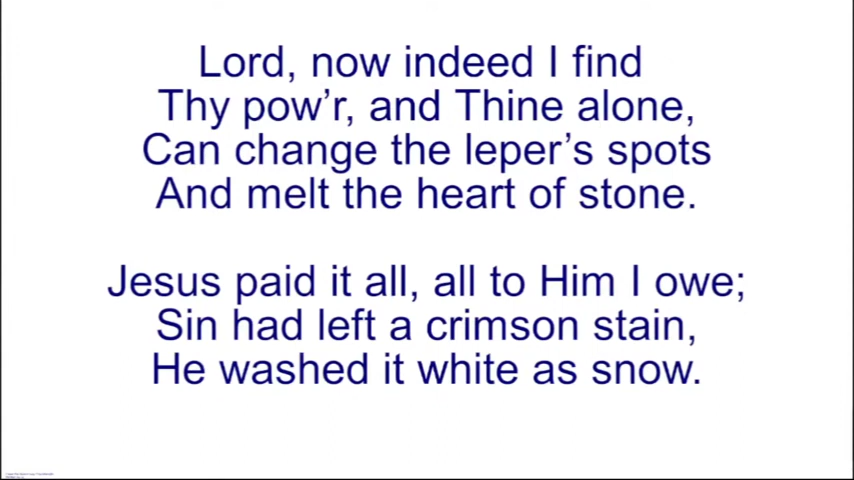 Lord, now indeed I find
Thy pow’r, and Thine alone,
Can change the leper’s spots
And melt the heart of stone.
Jesus paid it all, all to Him I owe;
Sin had left a crimson stain,
He washed it white as snow.